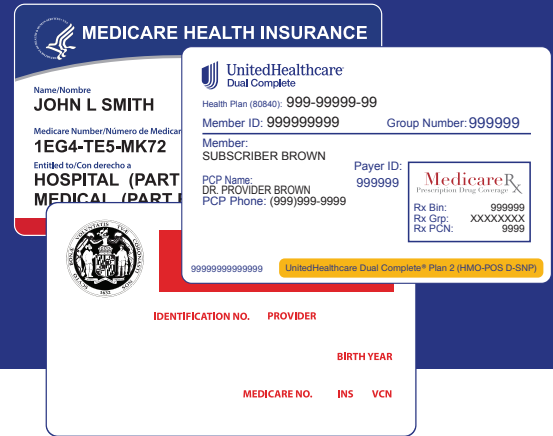 MEDICARE HEALTH INSURANCE
Name/Nombre
JOHN L SMITH
Medicare Number/Número de Medicar
1EG4-TE5-MK72
Entitled to/Con derecho a
HOSPITAL (PART
MEDICAL (PART
UnitedHealthcare®
Dual Complete
Health Plan (80840): 999-99999-99
Member ID: 999999999 Group Number: 999999
Member:
SUBSCRIBER BROWN
Payer ID:
999999
PCP Name:
DR. PROVIDER BROWN
PCP Phone: (999)999-9999
MedicareRx
Prescription Drug Coverage
Rx Bin: 999999
Rx Grp: XXXXXXXX
Rx PCN: 9999
99999999999999 UnitedHealthcare Dual Complete® Plan 2 (HMO-POS D-SNP)
1632
IDENTIFICATION NO. PROVIDER
BIRTH YEAR
MEDICARE NO. INS VCN